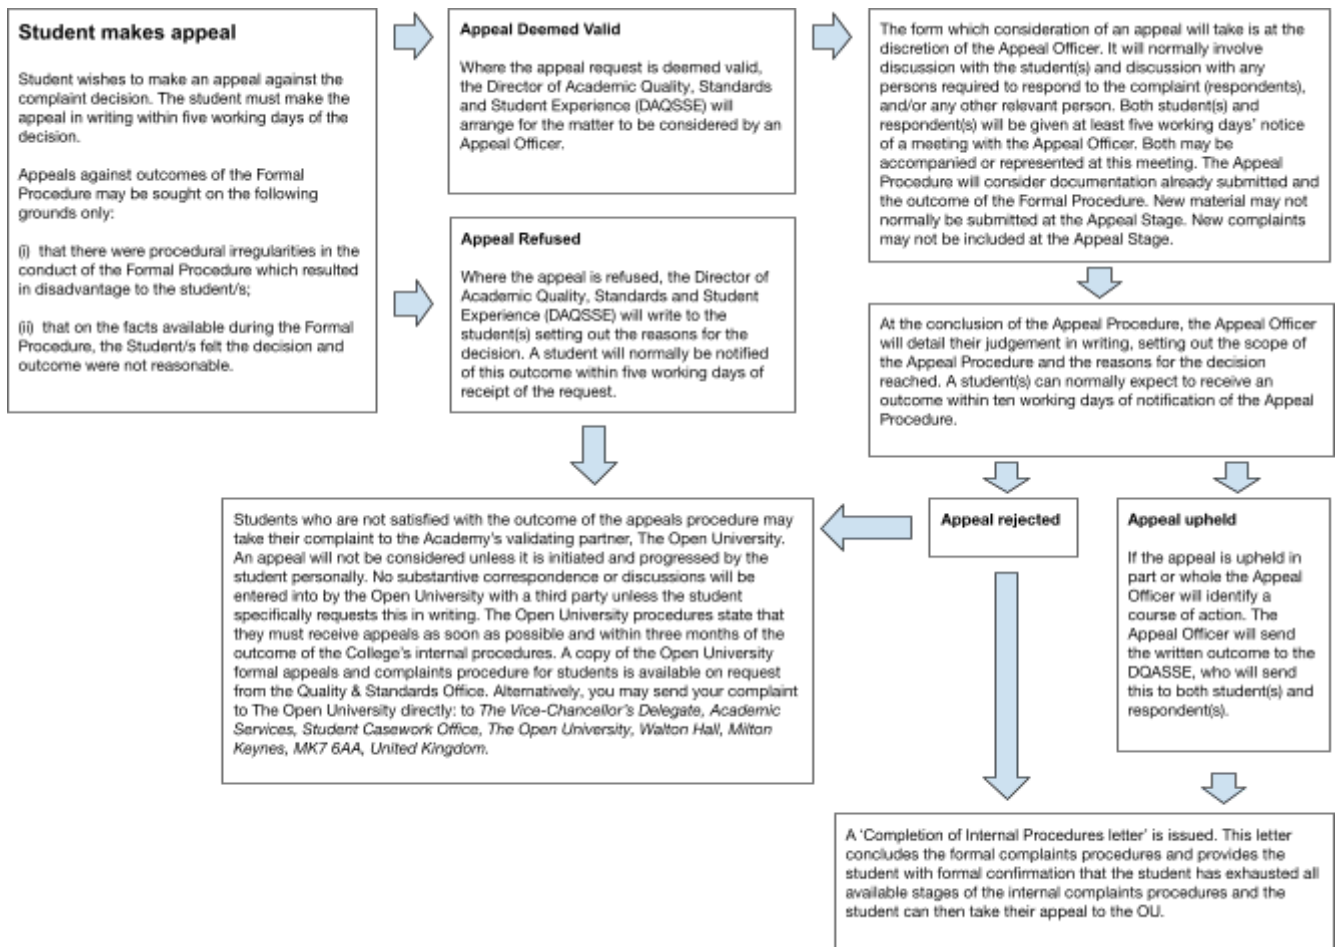 Student makes appeal
Student wishes to make an appeal against the
complaint decision. The student must make the
appeal in writing within five working days of the
decision.
Appeals against outcomes of the Formal
Procedure may be sought on the following
grounds only:
(i) that there were procedural irregularities in the
conduct of the Formal Procedure which resulted
in disadvantage to the student/s;
(ii) that on the facts available during the Formal
Procedure, the Student/s felt the decision and
outcome were not reasonable.
Appeal Deemed Valid
Where the appeal request is deemed valid,
the Director of Academic Quality, Standards
and Student Experience (DAQSSE) will
arrange for the matter to be considered by an
Appeal Officer.
The form which consideration of an appeal will take is at the
discretion of the Appeal Officer. It will normally involve
discussion with the student(s) and discussion with any
persons required to respond to the complaint (respondents),
and/or any other relevant person. Both student(s) and
respondent(s) will be given at least five working days' notice
of a meeting with the Appeal Officer. Both may be
accompanied or represented at this meeting. The Appeal
Procedure will consider documentation already submitted and
the outcome of the Formal Procedure. New material may not
normally be submitted at the Appeal Stage. New complaints
may not be included at the Appeal Stage.
Appeal Refused
Where the appeal is refused, the Director of
Academic Quality, Standards and Student
Experience (DAQSSE) will write to the
student(s) setting out the reasons for the
decision. A student will normally be notified
of this outcome within five working days of
receipt of the request.
At the conclusion of the Appeal Procedure, the Appeal Officer
will detail their judgement in writing, setting out the scope of
the Appeal Procedure and the reasons for the decision
reached. A student(s) can normally expect to receive an
outcome within ten working days of notification of the Appeal
Procedure.
Students who are not satisfied with the outcome of the appeals procedure may
take their complaint to the Academy's validating partner, The Open University.
An appeal will not be considered unless it is initiated and progressed by the
student personally. No substantive correspondence or discussions will be
entered into by the Open University with a third party unless the student
specifically requests this in writing. The Open University procedures state that
they must receive appeals as soon as possible and within three months of the
outcome of the College's internal procedures. A copy of the Open University
formal appeals and complaints procedure for students is available on request
from the Quality & Standards Office. Alternatively, you may send your complaint
to The Open University directly: to The Vice-Chancellor's Delegate, Academic
Services, Student Casework Office, The Open University, Walton Hall, Milton
Keynes, MK7 6AA, United Kingdom.
Appeal rejected
Appeal upheld
If the appeal is upheld in
part or whole the Appeal
Officer will identify a
course of action. The
Appeal Officer will send
the written outcome to the
DQASSE, who will send
this to both student(s) and
respondent(s).
A 'Completion of Internal Procedures letter' is issued. This letter
concludes the formal complaints procedures and provides the
student with formal confirmation that the student has exhausted all
available stages of the internal complaints procedures and the
student can then take their appeal to the OU.